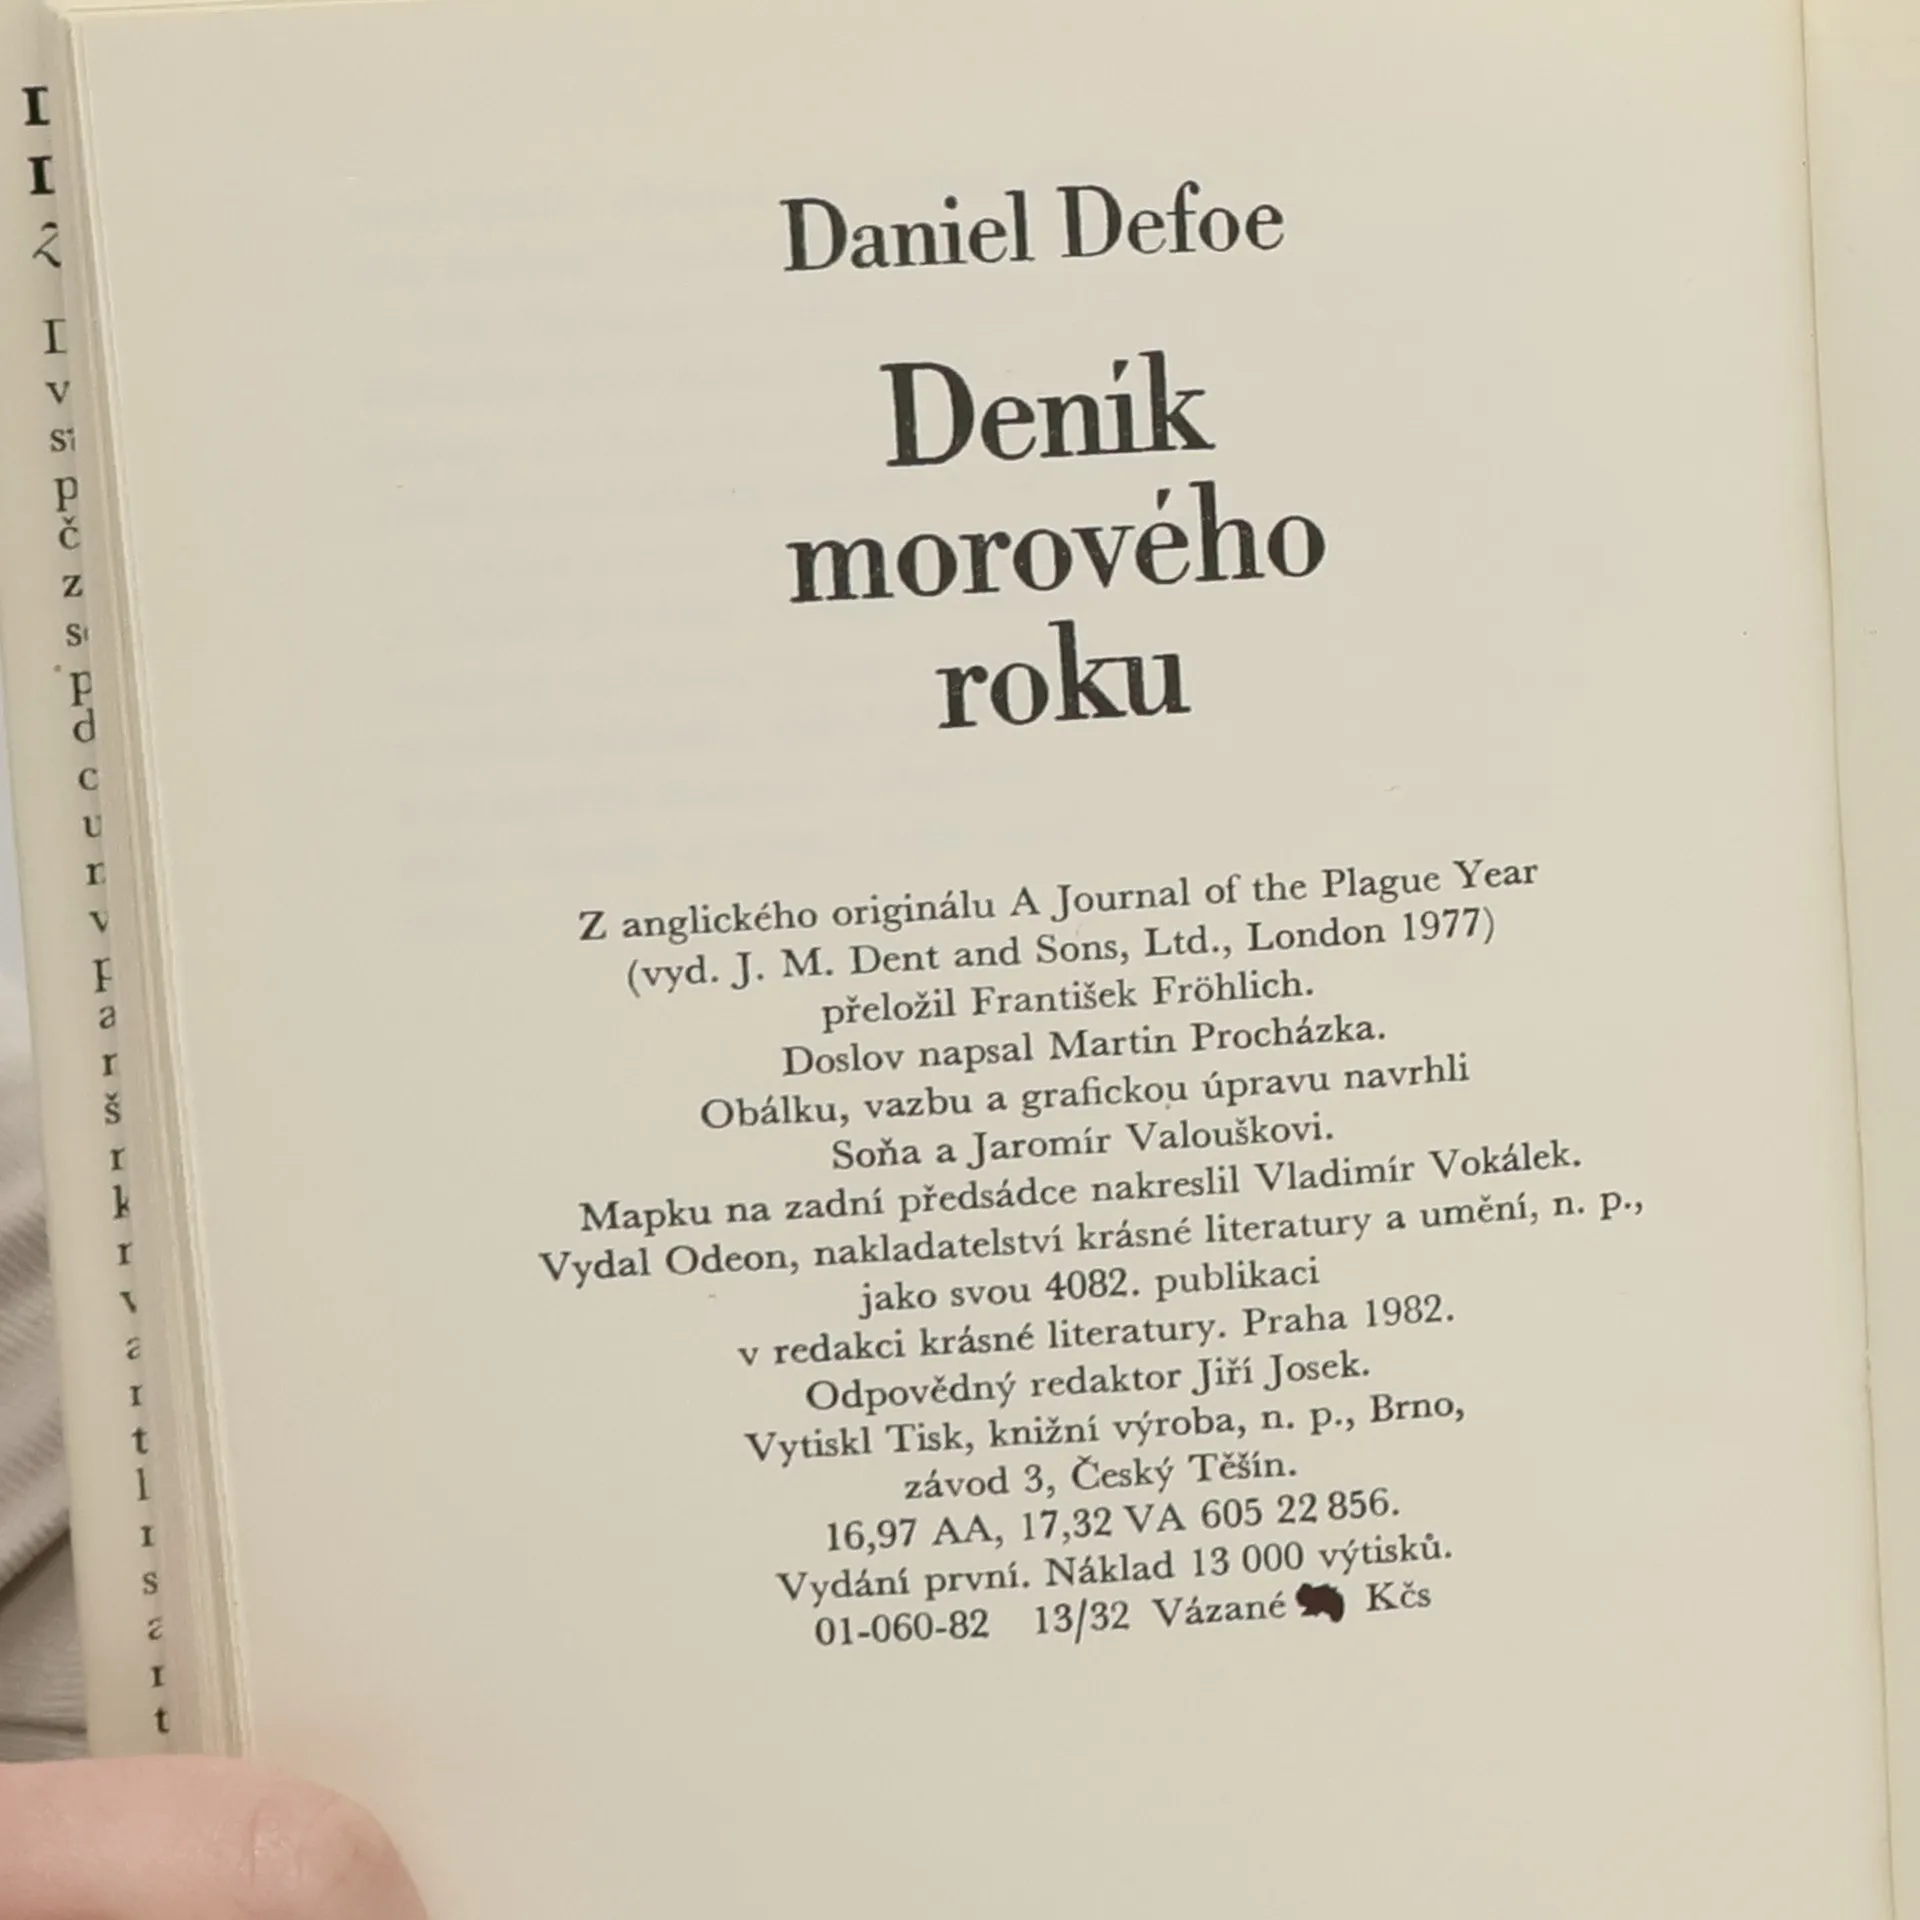 Daniel Defoe
Deník
morového
roku
Z anglického originálu A Journal of the Plague Year
(vyd. J. M. Dent and Sons, Ltd., London 1977)
přeložil František Fröhlich.
Doslov napsal Martin Procházka.
Obálku, vazbu a grafickou úpravu navrhli
Soňa a Jaromír Valouškovi.
Mapku na zadní předsádce nakreslil Vladimír Vokálek.
Vydal Odeon, nakladatelství krásné literatury a umění, n. p.,
jako svou 4082. publikaci
v redakci krásné literatury. Praha 1982.
Odpovědný redaktor Jiří Josek.
Vytiskl Tisk, knižní výroba, n. p., Brno,
závod 3, Český Těšín.
16,97 AA, 17,32 VA 605 22 856.
Vydání první. Náklad 13 000 výtisků.
01-060-82 13/32 Vázané Kčs